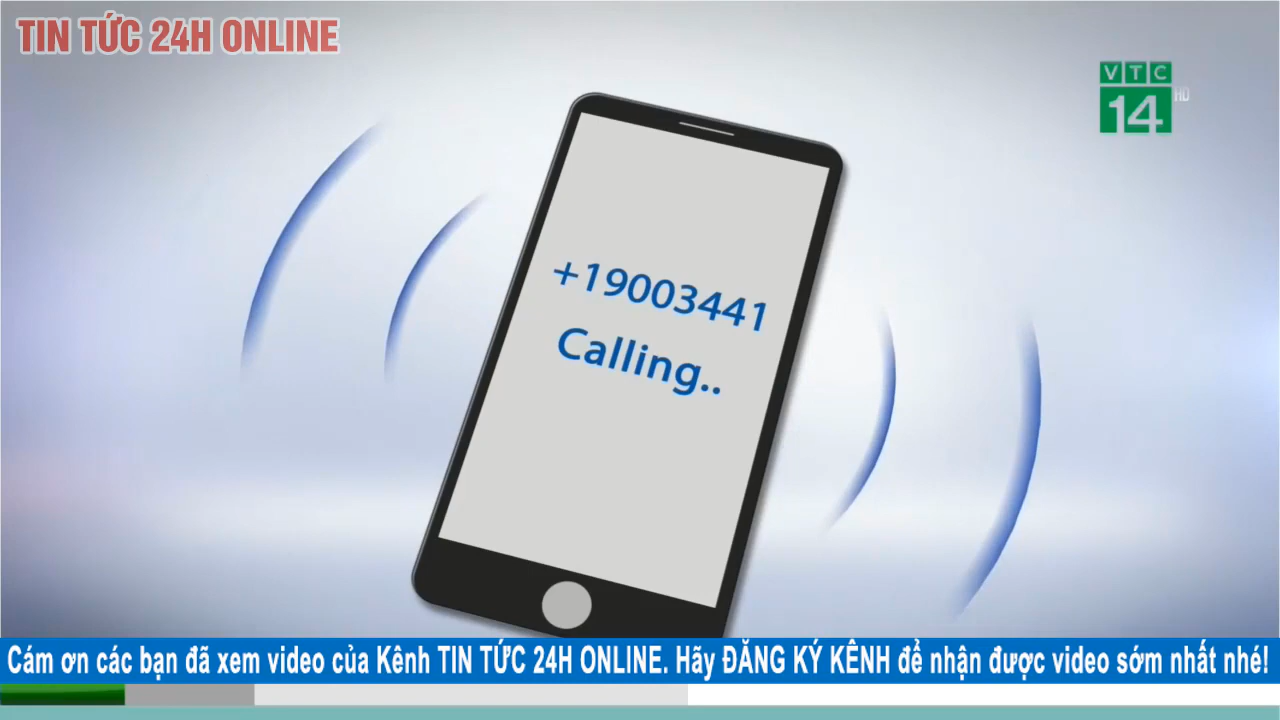 TIN TỨC 24H ONLINE
VTC
14 HD
+19003441
Calling..
Cám ơn các bạn đã xem video của Kênh TIN TỨC 24H ONLINE. Hãy ĐĂNG KÝ KÊNH để nhận được video sớm nhất nhé!